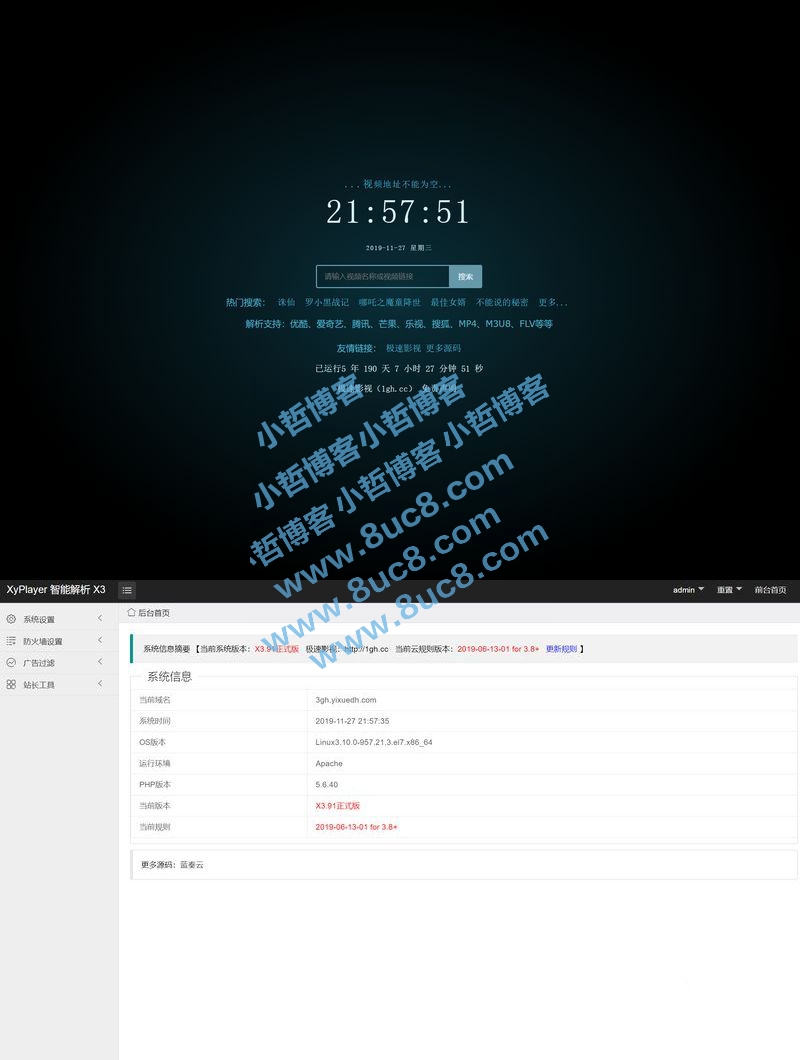 ...视频地址不能为空...
21:57:51
2019-11-27 星期三
请输入视频名称或视频链接 搜索
热门搜索: 诛仙 罗小黑战记 哪吒之魔童降世 最佳女婿 不能说的秘密 更多...
解析支持:优酷、爱奇艺、腾讯、芒果、乐视、搜狐、MP4、M3U8、FLV等等
友情链接: 极速影视 更多源码
已运行5 年 190 天 7 小时 27 分钟 51 秒
极速影视(1gh.cc) 免责声明
小哲博客
小哲博客小哲博客
小哲博客小哲博客小哲博客
www.8uc8.com
www.8uc8.com
www.8uc8.com
XyPlayer 智能解析 X3 admin 重置 前台首页
系统设置
防火墙设置
广告过滤
站长工具
后台首页
系统信息摘要 【当前系统版本:X3.91正式版 极速影视:http://1gh.cc 当前云规则版本:2019-06-13-01 for 3.8+ 更新规则 】
系统信息
当前域名 3gh.yixuedh.com
系统时间 2019-11-27 21:57:35
OS版本 Linux3.10.0-957.21.3.el7.x86_64
运行环境 Apache
PHP版本 5.6.40
当前版本 X3.91正式版
当前规则 2019-06-13-01 for 3.8+
更多源码:蓝奏云